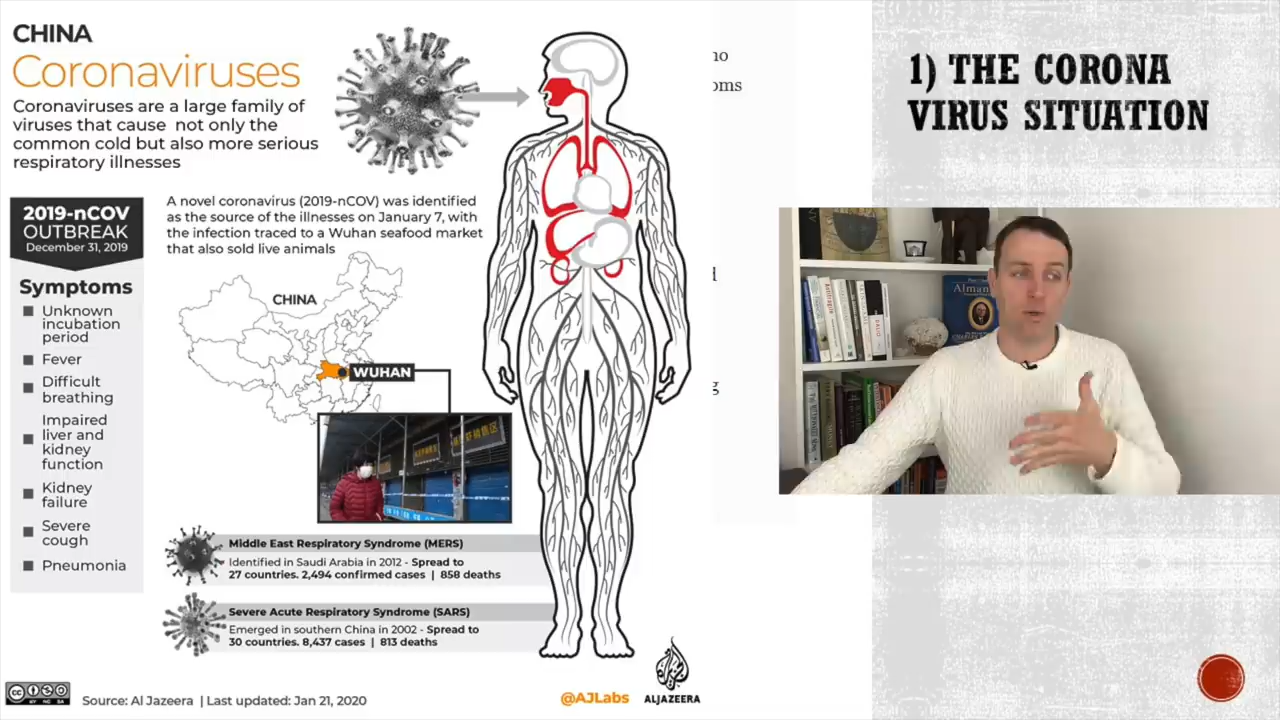 CHINA
Coronaviruses
Coronaviruses are a large family of
viruses that cause not only the
common cold but also more serious
respiratory illnesses
2019-nCOV
OUTBREAK
December 31, 2019
Symptoms
Unknown
incubation
period
Fever
Difficult
breathing
Impaired
liver and
kidney
function
Kidney
failure
Severe
cough
Pneumonia
A novel coronavirus (2019-nCOV) was identified
as the source of the illnesses on January 7, with
the infection traced to a Wuhan seafood market
that also sold live animals
CHINA
WUHAN
Middle East Respiratory Syndrome (MERS)
Identified in Saudi Arabia in 2012 - Spread to
27 countries. 2,494 confirmed cases | 858 deaths
Severe Acute Respiratory Syndrome (SARS)
Emerged in southern China in 2002 - Spread to
30 countries. 8,437 cases | 813 deaths
Source: Al Jazeera | Last updated: Jan 21, 2020
@AJLabs
ALJAZEERA
1) THE CORONA
VIRUS SITUATION